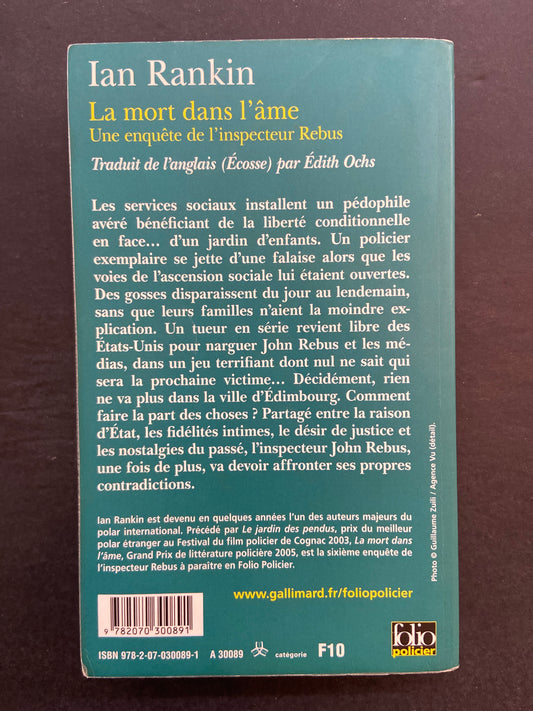 Ian Rankin
La mort dans l'âme
Une enquête de l'inspecteur Rebus
Traduit de l'anglais (Écosse) par Édith Ochs
Les services sociaux installent un pédophile
avéré bénéficiant de la liberté conditionnelle
en face... d'un jardin d'enfants. Un policier
exemplaire se jette d'une falaise alors que les
voies de l'ascension sociale lui étaient ouvertes.
Des gosses disparaissent du jour au lendemain,
sans que leurs familles n'aient la moindre ex-
plication. Un tueur en série revient libre des
États-Unis pour narguer John Rebus et les mé-
dias, dans un jeu terrifiant dont nul ne sait qui
sera la prochaine victime... Décidément, rien
ne va plus dans la ville d'Édimbourg. Comment
faire la part des choses ? Partagé entre la raison
d'État, les fidélités intimes, le désir de justice et
les nostalgies du passé, l'inspecteur John Rebus,
une fois de plus, va devoir affronter ses propres
contradictions.
Ian Rankin est devenu en quelques années l'un des auteurs majeurs du
polar international. Précédé par Le jardin des pendus, prix du meilleur
polar étranger au Festival du film policier de Cognac 2003, La mort dans
l'âme, Grand Prix de littérature policière 2005, est la sixième enquête de
l'inspecteur Rebus à paraître en Folio Policier.
Photo © Guillaume Zuili / Agence Vu (détail).
www.gallimard.fr/foliopolicier
9 782070 300891
ISBN 978-2-07-030089-1 A 30089 catégorie F10
folio
policier